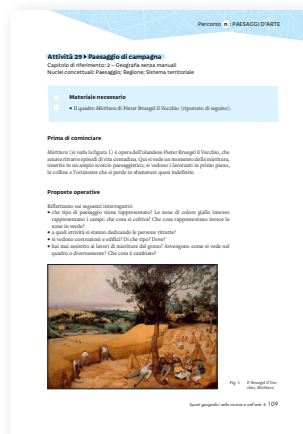 Percorso n: PAESAGGI D'ARTE
Attività 29 ▸ Paesaggio di campagna
Capitolo di riferimento: 2 – Geografia senza manuali
Nuclei concettuali: Paesaggio; Regione; Sistema territoriale
Materiale necessario
• Il quadro Mietitura di Pieter Bruegel il Vecchio (riportato di seguito).
Prima di cominciare
Mietitura (si veda la figura 1) è opera dell'olandese Pieter Bruegel il Vecchio, che
amava ritrarre episodi di vita contadina. Qui si vede un momento della mietitura,
inserita in un ampio scorcio paesaggistico; si vedono i lavoranti in primo piano,
le colline e l'orizzonte che si perde in sfumature quasi indefinite.
Proposte operative
Riflettiamo sui seguenti interrogativi.
• che tipo di paesaggio viene rappresentato? Le zone di colore giallo intenso
rappresentano i campi: che cosa si coltiva? Che cosa rappresentano invece le
zone in verde?
• a quali attività si stanno dedicando le persone ritratte?
• si vedono costruzioni e edifici? Di che tipo? Dove?
• hai mai assistito ai lavori di mietitura del grano? Avvengono come si vede nel
quadro o diversamente? Che cosa è cambiato?
Fig. 1 P. Bruegel il Vec-
chio, Mietitura
Spunti geografici nella musica e nell'arte • 109